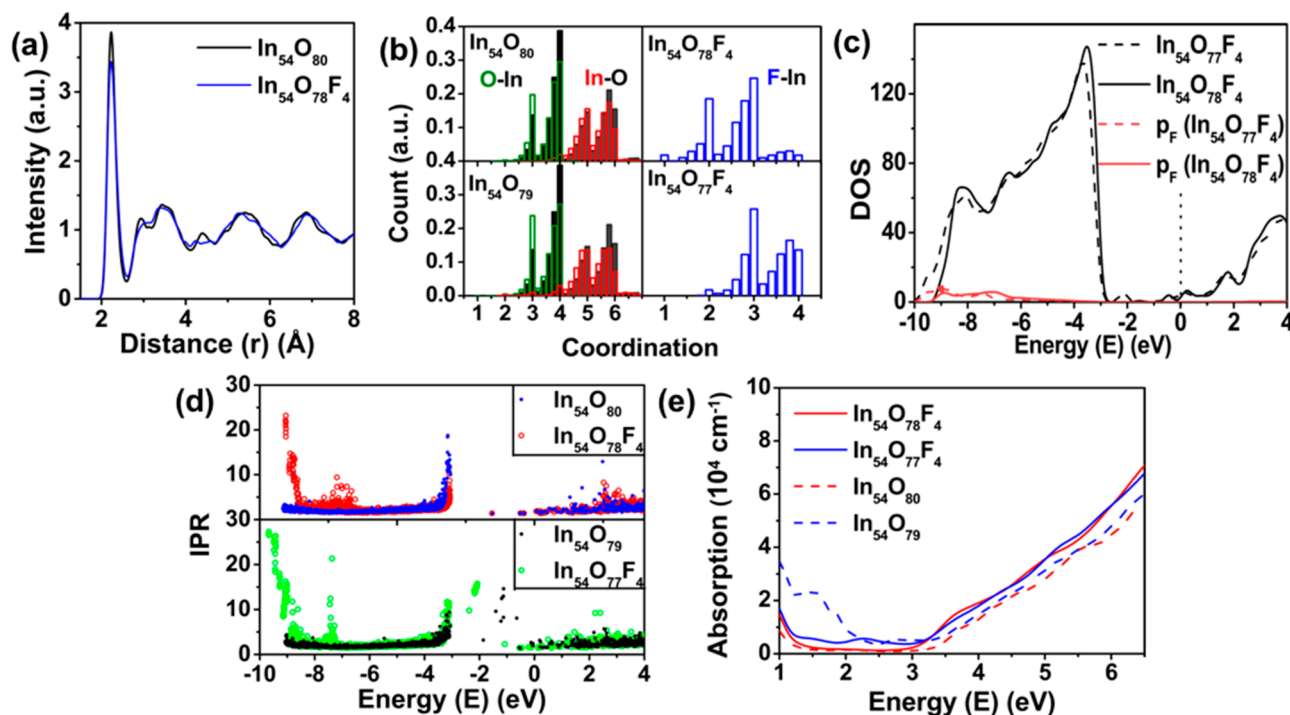 (a)
In54O80
In54O78F4
Intensity (a.u.)
4
3
2
1
0
2
4
6
8
Distance (r) (Å)
(b)
In54O80
In54O78F4
O-In
In-O
F-In
In54O79
In54O77F4
Count (a.u.)
0.4
0.3
0.2
0.1
0.4
0.3
0.2
0.1
0.0
1 2 3 4 5 6
1 2 3 4
Coordination
(c)
In54O77F4
In54O78F4
pF (In54O77F4)
pF (In54O78F4)
DOS
120
80
40
0
-10 -8 -6 -4 -2 0 2 4
Energy (E) (eV)
(d)
In54O80
In54O78F4
In54O79
In54O77F4
IPR
30
20
10
30
20
10
0
-10 -8 -6 -4 -2 0 2 4
Energy (E) (eV)
(e)
In54O78F4
In54O77F4
In54O80
In54O79
Absorption (10⁴ cm⁻¹)
10
8
6
4
2
0
1 2 3 4 5 6
Energy (E) (eV)